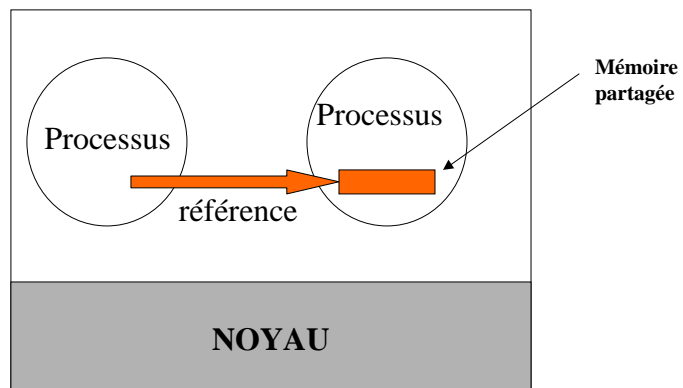 Processus
Processus
Mémoire
partagée
référence
NOYAU